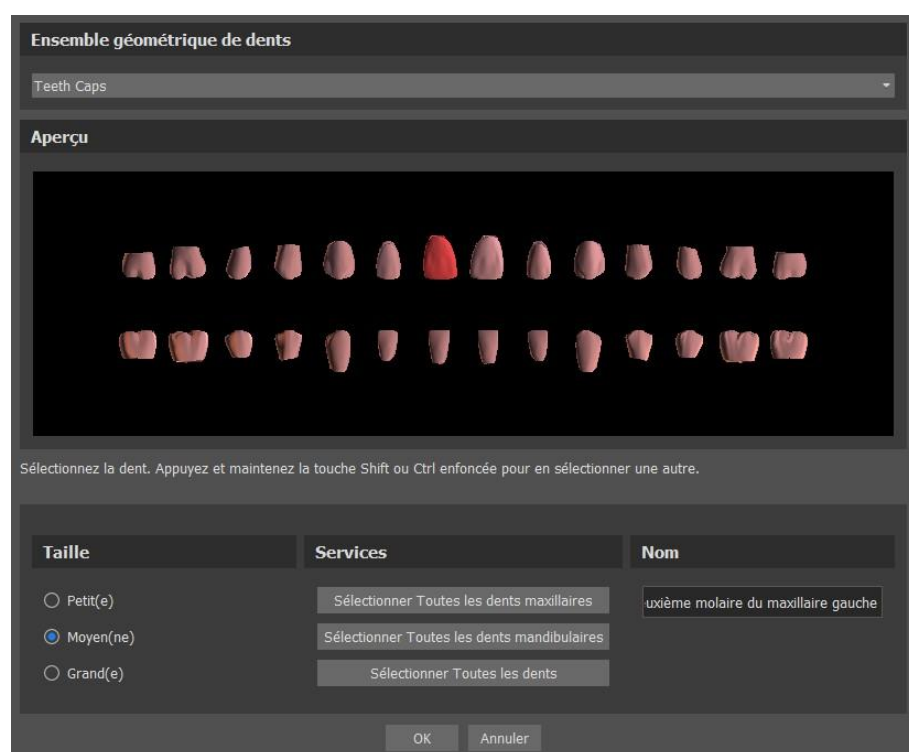 Ensemble géométrique de dents
Teeth Caps
Aperçu
Sélectionnez la dent. Appuyez et maintenez la touche Shift ou Ctrl enfoncée pour en sélectionner une autre.
Taille
Services
Nom
Petit(e)
Sélectionner Toutes les dents maxillaires
uxième molaire du maxillaire gauche
Moyen(ne)
Sélectionner Toutes les dents mandibulaires
Grand(e)
Sélectionner Toutes les dents
OK
Annuler